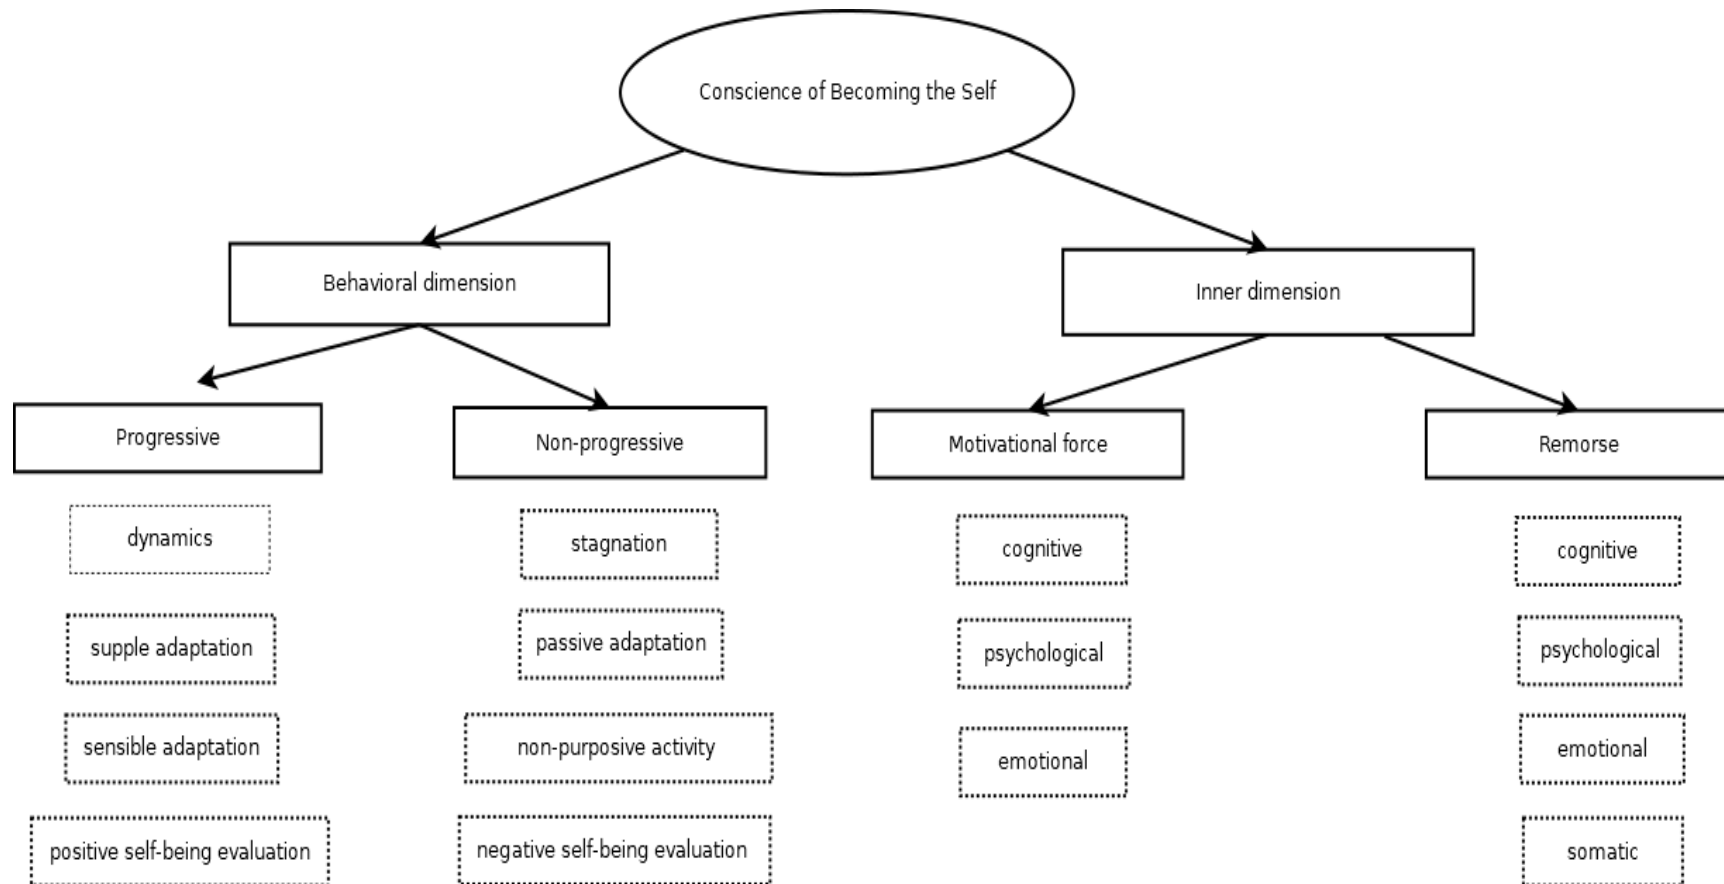 Conscience of Becoming the Self
Behavioral dimension
Inner dimension
Progressive
Non-progressive
Motivational force
Remorse
dynamics
stagnation
cognitive
cognitive
supple adaptation
passive adaptation
psychological
psychological
sensible adaptation
non-purposive activity
emotional
emotional
positive self-being evaluation
negative self-being evaluation
somatic